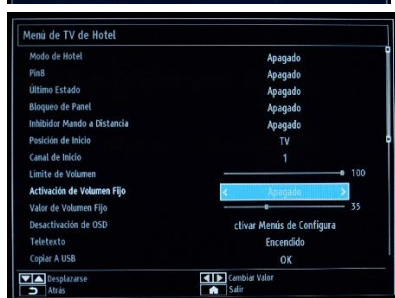 Menú de TV de Hotel
Modo de Hotel Apagado
Pin8 Apagado
Último Estado Apagado
Bloqueo de Panel Apagado
Inhibidor Mando a Distancia Apagado
Posición de Inicio TV
Canal de Inicio 1
Límite de Volumen 100
Activación de Volumen Fijo Apagado
Valor de Volumen Fijo 35
Desactivación de OSD ctivar Menús de Configura
Teletexto Encendido
Copiar A USB OK
Desplazarse Cambiar Valor
Atrás Salir